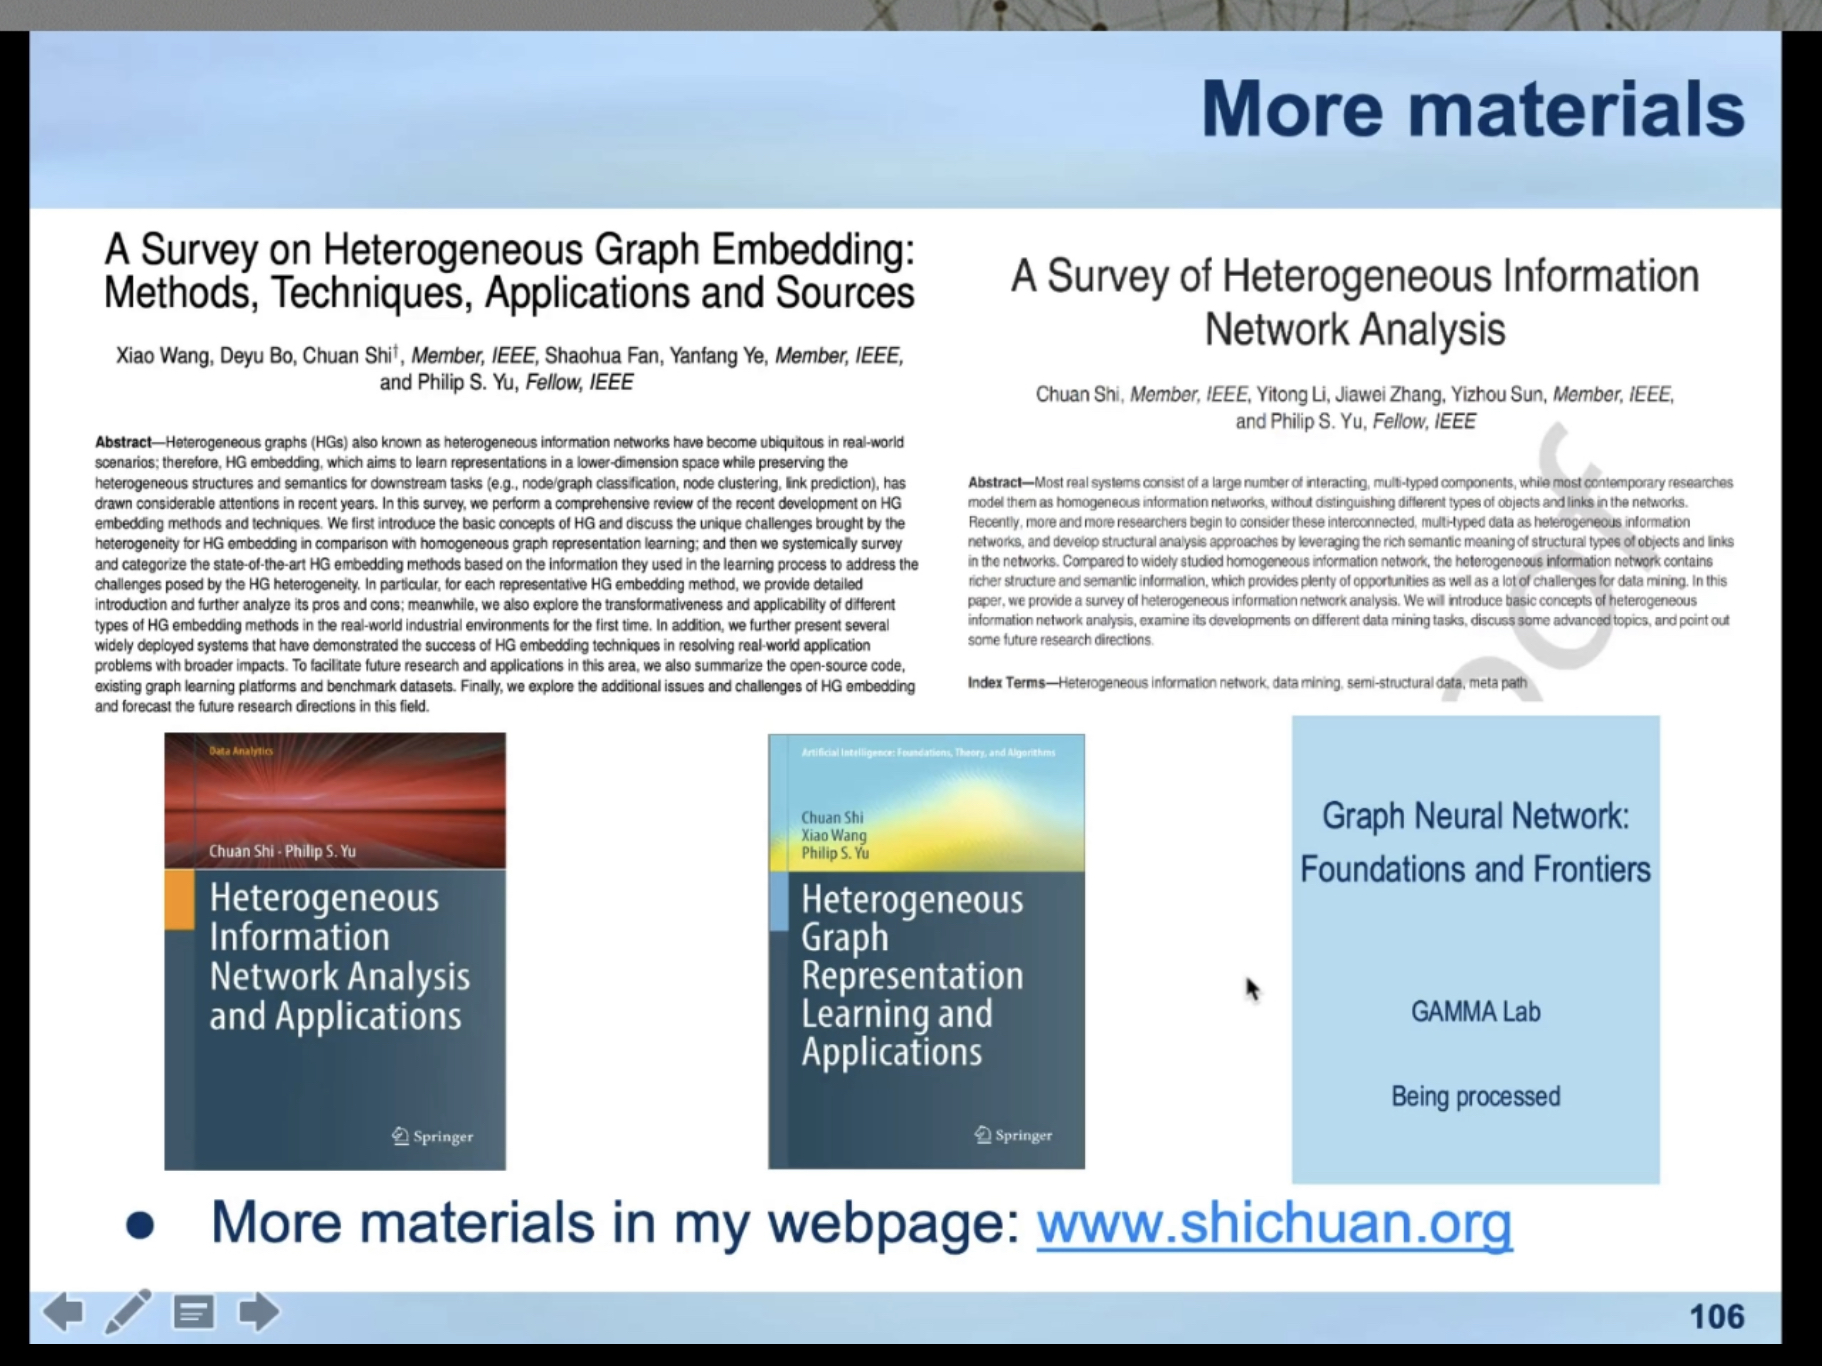 More materials
A Survey on Heterogeneous Graph Embedding:
Methods, Techniques, Applications and Sources
Xiao Wang, Deyu Bo, Chuan Shi†, Member, IEEE, Shaohua Fan, Yanfang Ye, Member, IEEE,
and Philip S. Yu, Fellow, IEEE
Abstract—Heterogeneous graphs (HGs) also known as heterogeneous information networks have become ubiquitous in real-world
scenarios; therefore, HG embedding, which aims to learn representations in a lower-dimension space while preserving the
heterogeneous structures and semantics for downstream tasks (e.g., node/graph classification, node clustering, link prediction), has
drawn considerable attentions in recent years. In this survey, we perform a comprehensive review of the recent development on HG
embedding methods and techniques. We first introduce the basic concepts of HG and discuss the unique challenges brought by the
heterogeneity for HG embedding in comparison with homogeneous graph representation learning; and then we systemically survey
and categorize the state-of-the-art HG embedding methods based on the information they used in the learning process to address the
challenges posed by the HG heterogeneity. In particular, for each representative HG embedding method, we provide detailed
introduction and further analyze its pros and cons; meanwhile, we also explore the transformativeness and applicability of different
types of HG embedding methods in the real-world industrial environments for the first time. In addition, we further present several
widely deployed systems that have demonstrated the success of HG embedding techniques in resolving real-world application
problems with broader impacts. To facilitate future research and applications in this area, we also summarize the open-source code,
existing graph learning platforms and benchmark datasets. Finally, we explore the additional issues and challenges of HG embedding
and forecast the future research directions in this field.
A Survey of Heterogeneous Information
Network Analysis
Chuan Shi, Member, IEEE, Yitong Li, Jiawei Zhang, Yizhou Sun, Member, IEEE,
and Philip S. Yu, Fellow, IEEE
Abstract—Most real systems consist of a large number of interacting, multi-typed components, while most contemporary researches
model them as homogeneous information networks, without distinguishing different types of objects and links in the networks.
Recently, more and more researchers begin to consider these interconnected, multi-typed data as heterogeneous information
networks, and develop structural analysis approaches by leveraging the rich semantic meaning of structural types of objects and links
in the networks. Compared to widely studied homogeneous information network, the heterogeneous information network contains
richer structure and semantic information, which provides plenty of opportunities as well as a lot of challenges for data mining. In this
paper, we provide a survey of heterogeneous information network analysis. We will introduce basic concepts of heterogeneous
information network analysis, examine its developments on different data mining tasks, discuss some advanced topics, and point out
some future research directions.
Index Terms—Heterogeneous information network, data mining, semi-structural data, meta path
Data Analytics
Chuan Shi · Philip S. Yu
Heterogeneous
Information
Network Analysis
and Applications
Springer
Artificial Intelligence: Foundations, Theory, and Algorithms
Chuan Shi
Xiao Wang
Philip S. Yu
Heterogeneous
Graph
Representation
Learning and
Applications
Springer
Graph Neural Network:
Foundations and Frontiers
GAMMA Lab
Being processed
● More materials in my webpage: www.shichuan.org
106